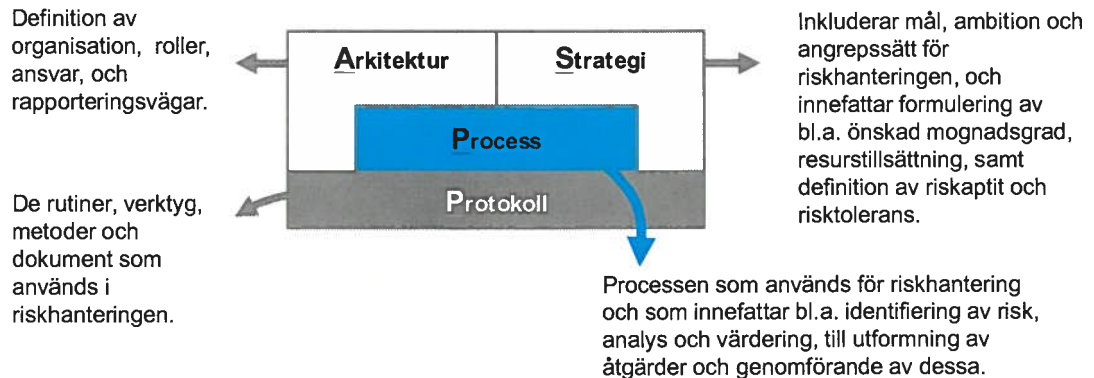 Definition av
organisation, roller,
ansvar, och
rapporteringsvägar.
Arkitektur
Strategi
Inkluderar mål, ambition och
angreppssätt för
riskhanteringen, och
innefattar formulering av
bl.a. önskad mognadsgrad,
resurstillsättning, samt
definition av riskaptit och
risktolerans.
Process
Protokoll
De rutiner, verktyg,
metoder och
dokument som
används i
riskhanteringen.
Processen som används för riskhantering
och som innefattar bl.a. identifiering av risk,
analys och värdering, till utformning av
åtgärder och genomförande av dessa.